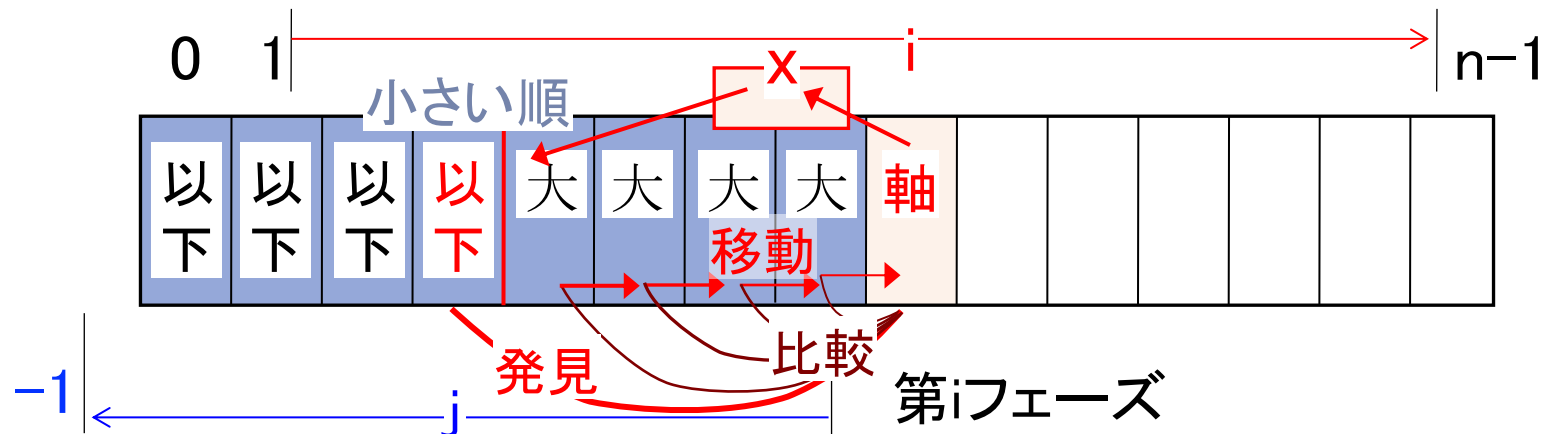 0 1 x i n-1
小さい順
以下 以下 以下 以下 大 大 大 大 軸
移動
比較
発見
-1 j 第iフェーズ